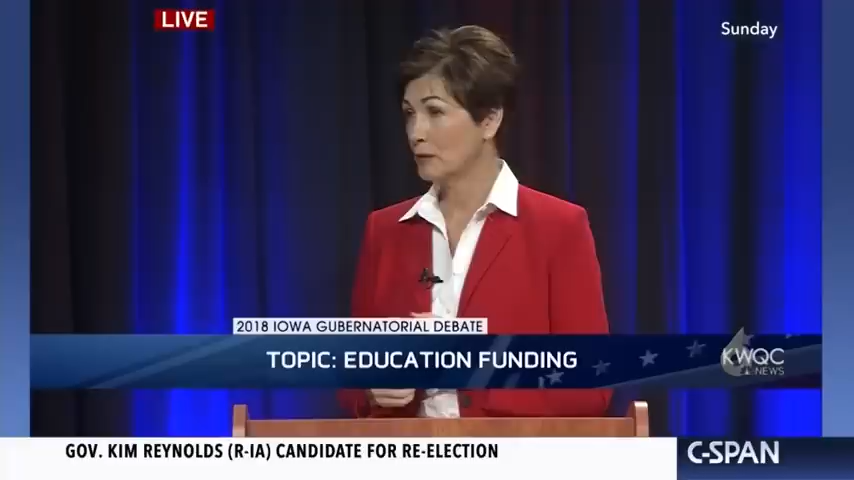 LIVE
Sunday
2018 IOWA GUBERNATORIAL DEBATE
TOPIC: EDUCATION FUNDING
KWQC
NEWS
GOV. KIM REYNOLDS (R-IA) CANDIDATE FOR RE-ELECTION
C-SPAN